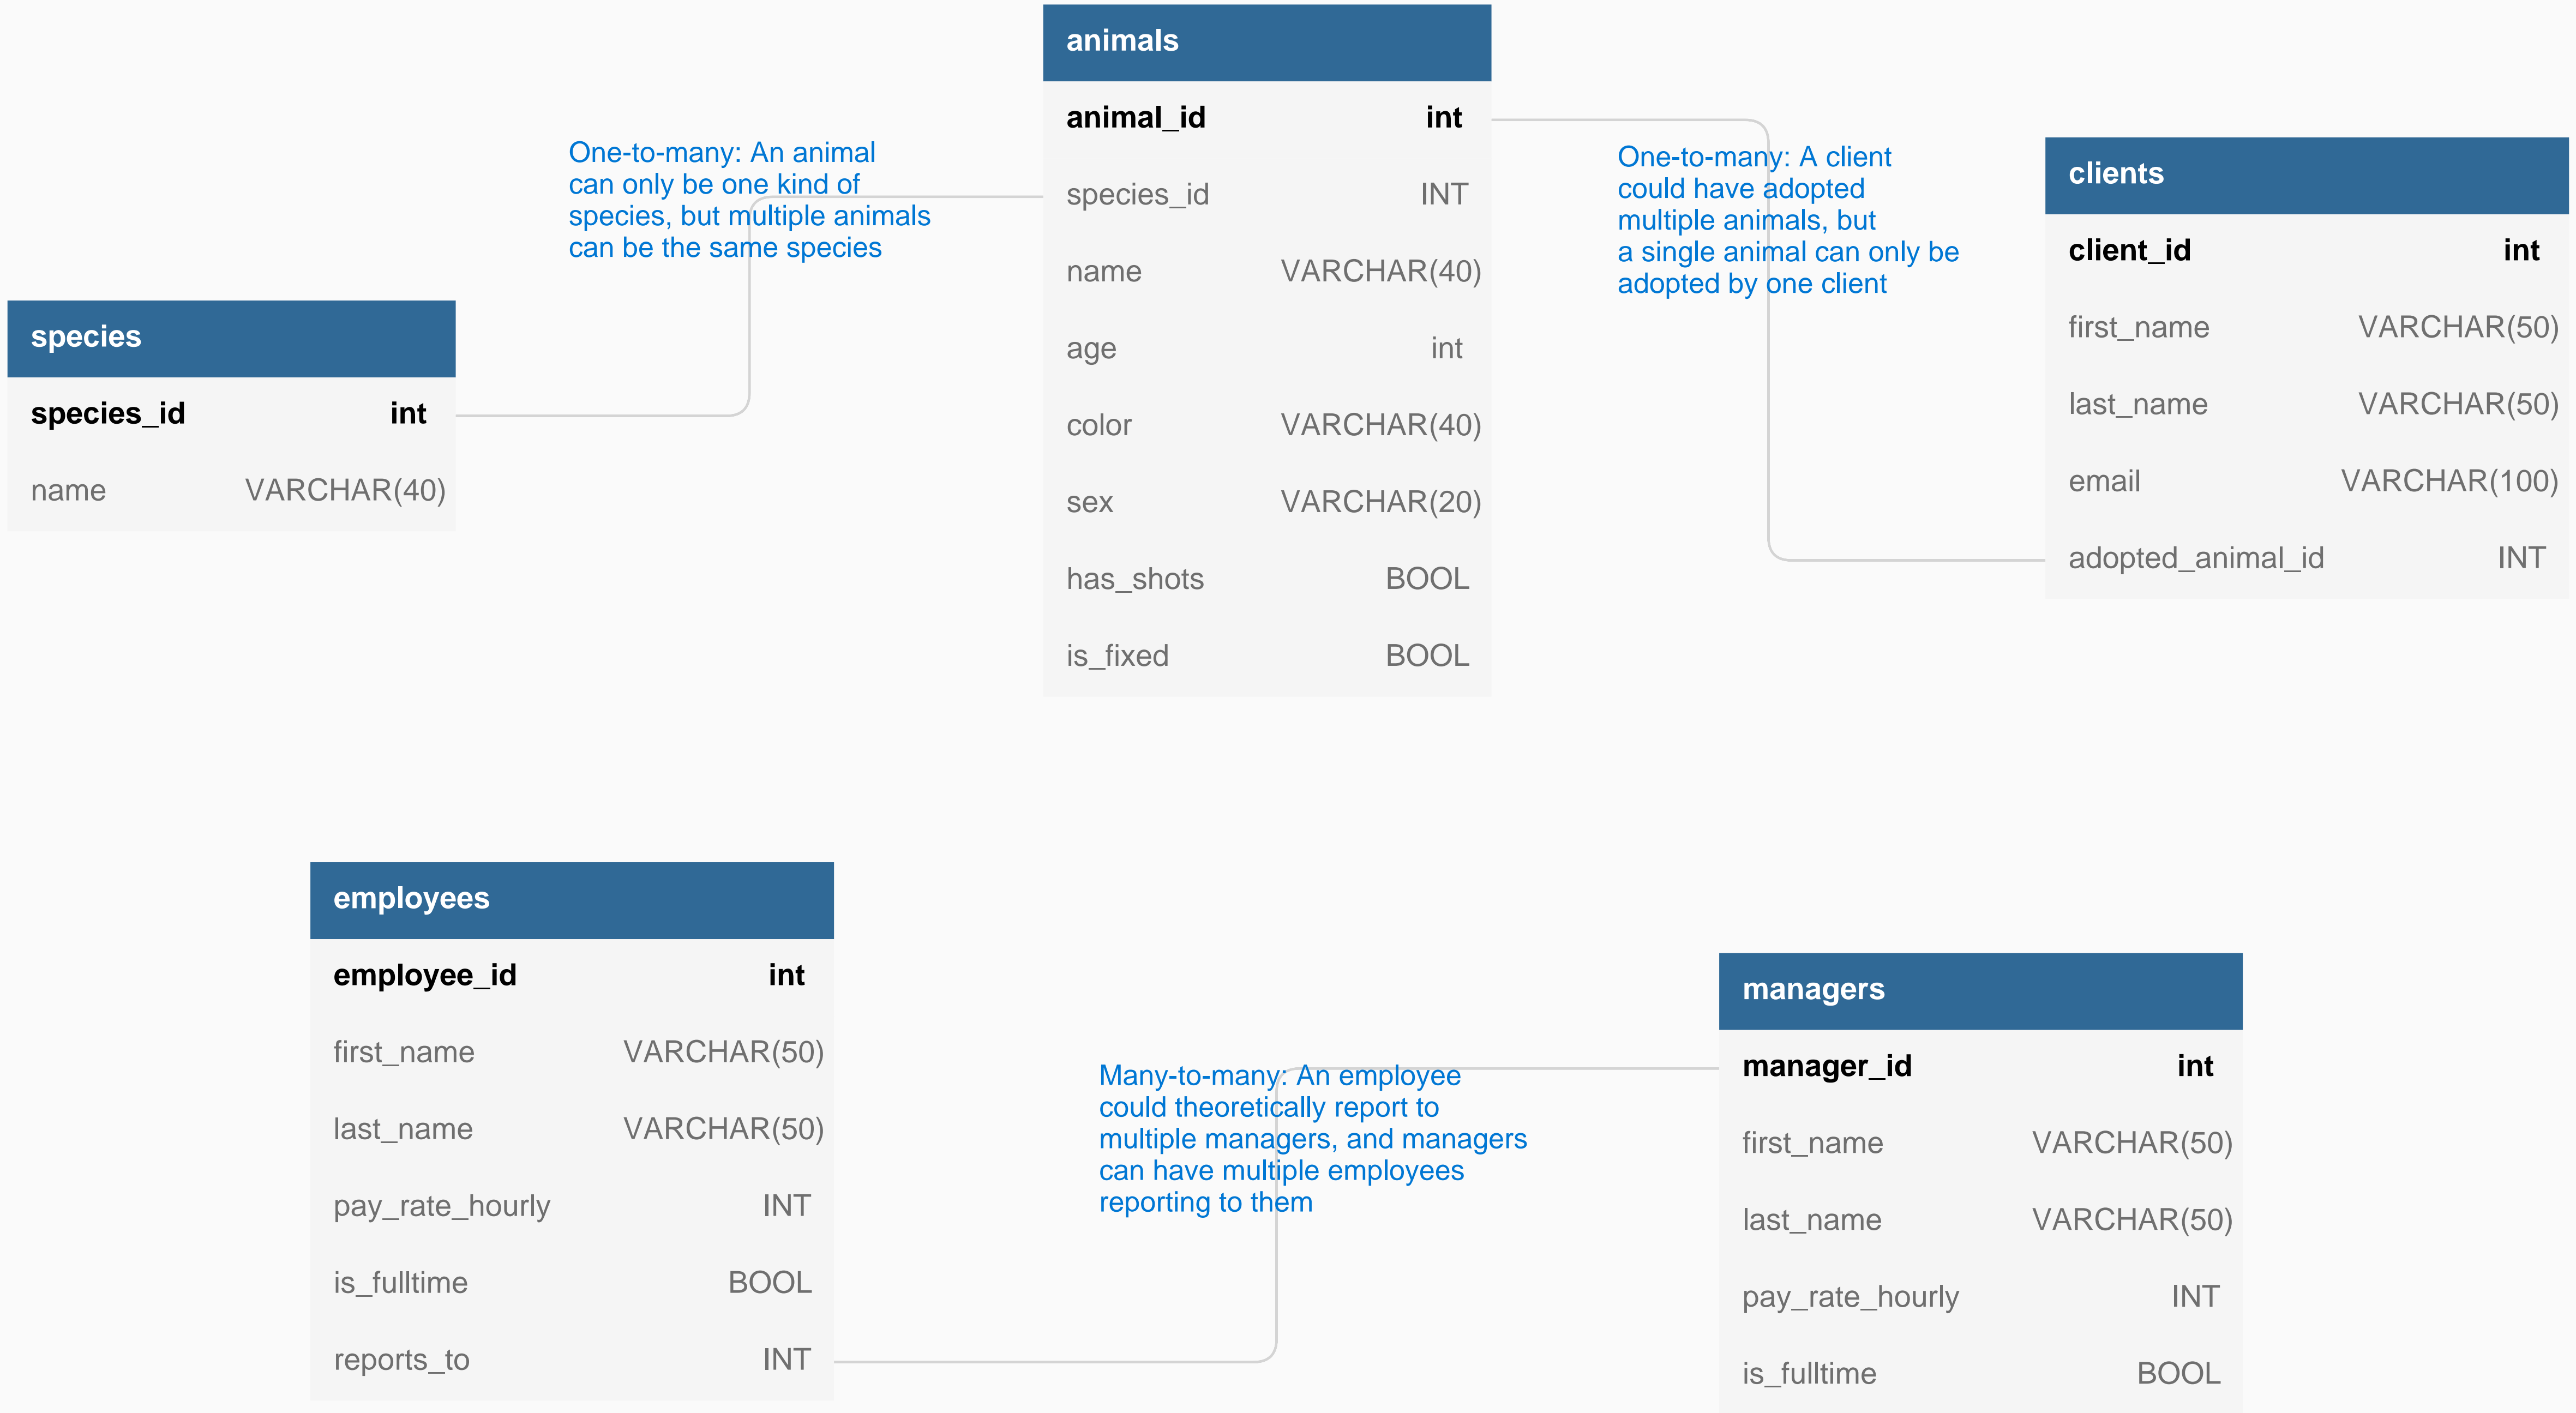 animals
animal_id int
species_id INT
name VARCHAR(40)
age int
color VARCHAR(40)
sex VARCHAR(20)
has_shots BOOL
is_fixed BOOL
One-to-many: An animal
can only be one kind of
species, but multiple animals
can be the same species
One-to-many: A client
could have adopted
multiple animals, but
a single animal can only be
adopted by one client
clients
client_id int
first_name VARCHAR(50)
last_name VARCHAR(50)
email VARCHAR(100)
adopted_animal_id INT
species
species_id int
name VARCHAR(40)
employees
employee_id int
first_name VARCHAR(50)
last_name VARCHAR(50)
pay_rate_hourly INT
is_fulltime BOOL
reports_to INT
Many-to-many: An employee
could theoretically report to
multiple managers, and managers
can have multiple employees
reporting to them
managers
manager_id int
first_name VARCHAR(50)
last_name VARCHAR(50)
pay_rate_hourly INT
is_fulltime BOOL